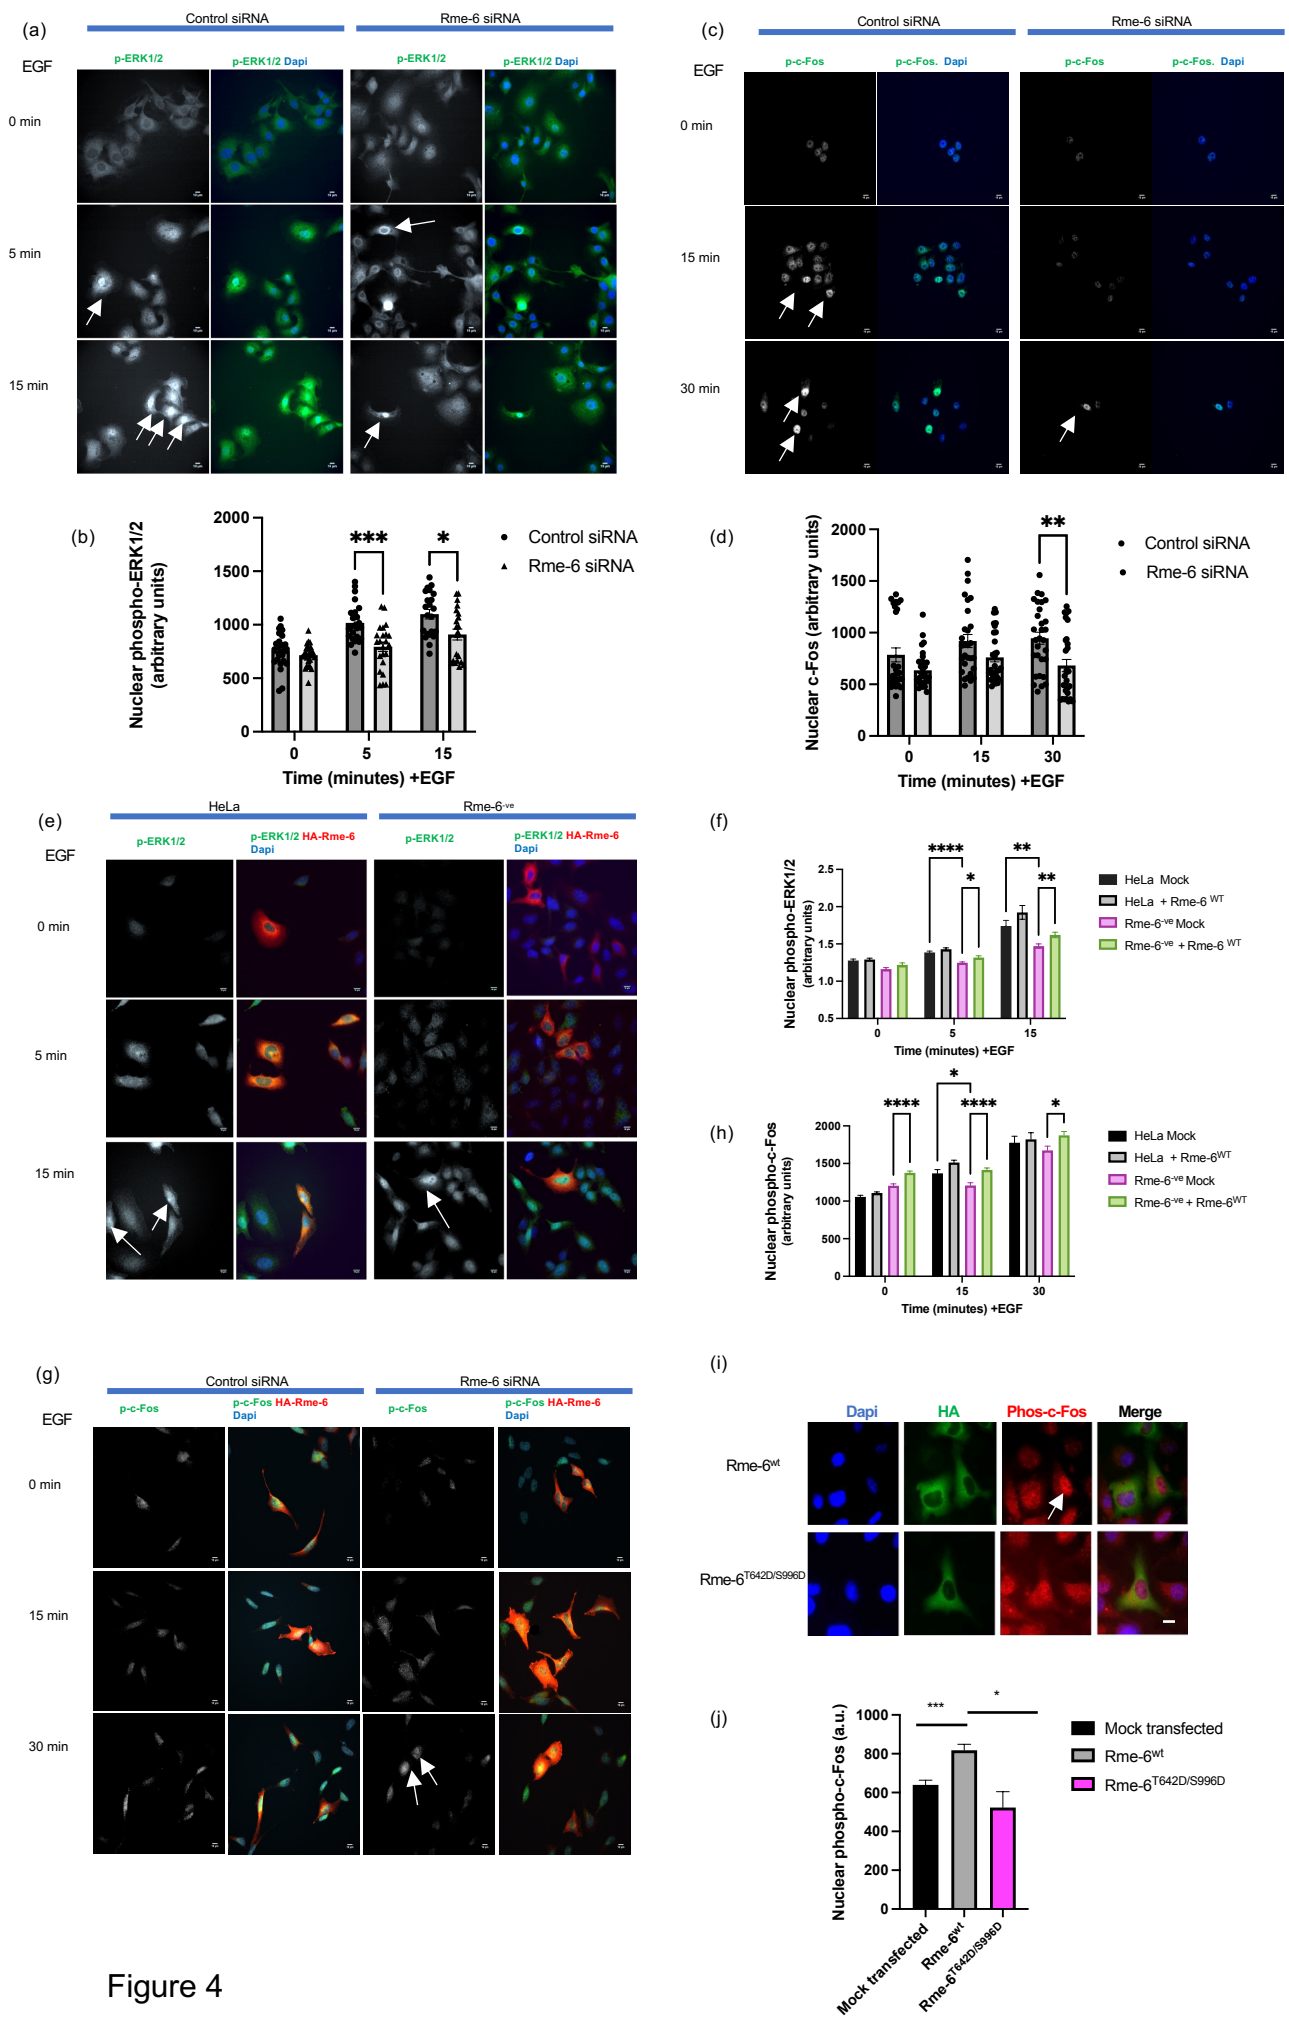 (a)
Control siRNA
Rme-6 siRNA
p-ERK1/2
p-ERK1/2 Dapi
p-ERK1/2
p-ERK1/2 Dapi
EGF
0 min
5 min
15 min
(c)
Control siRNA
Rme-6 siRNA
p-c-Fos
p-c-Fos. Dapi
p-c-Fos
p-c-Fos. Dapi
EGF
0 min
15 min
30 min
(b)
Nuclear phospho-ERK1/2
(arbitrary units)
2000
1500
1000
500
0
***
*
Control siRNA
Rme-6 siRNA
0
5
15
Time (minutes) +EGF
(d)
Nuclear c-Fos (arbitrary units)
2000
1500
1000
500
0
**
Control siRNA
Rme-6 siRNA
0
15
30
Time (minutes) +EGF
(e)
HeLa
Rme-6-ve
p-ERK1/2
p-ERK1/2 HA-Rme-6
Dapi
p-ERK1/2
p-ERK1/2 HA-Rme-6
Dapi
EGF
0 min
5 min
15 min
(f)
Nuclear phospho-ERK1/2
(arbitrary units)
2.5
2.0
1.5
1.0
0.5
****
*
**
**
HeLa Mock
HeLa + Rme-6 WT
Rme-6-ve Mock
Rme-6-ve + Rme-6 WT
0
5
15
Time (minutes) +EGF
(h)
Nuclear phospho-c-Fos
(arbitrary units)
2000
1500
1000
500
0
****
*
****
*
HeLa Mock
HeLa + Rme-6WT
Rme-6-ve Mock
Rme-6-ve + Rme-6WT
0
15
30
Time (minutes) +EGF
(g)
Control siRNA
Rme-6 siRNA
p-c-Fos
p-c-Fos HA-Rme-6
Dapi
p-c-Fos
p-c-Fos HA-Rme-6
Dapi
EGF
0 min
15 min
30 min
(i)
Dapi
HA
Phos-c-Fos
Merge
Rme-6wt
Rme-6T642D/S996D
(j)
Nuclear phospho-c-Fos (a.u.)
1000
800
600
400
200
0
***
*
Mock transfected
Rme-6wt
Rme-6T642D/S996D
Mock transfected
Rme-6wt
Rme-6T642D/S996D
Figure 4